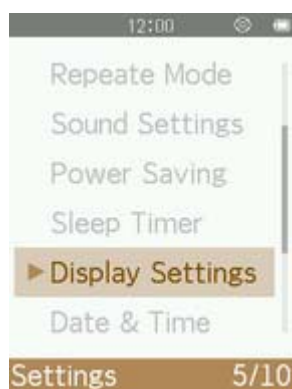 12:00
Repeate Mode
Sound Settings
Power Saving
Sleep Timer
Display Settings
Date & Time
Settings 5/10